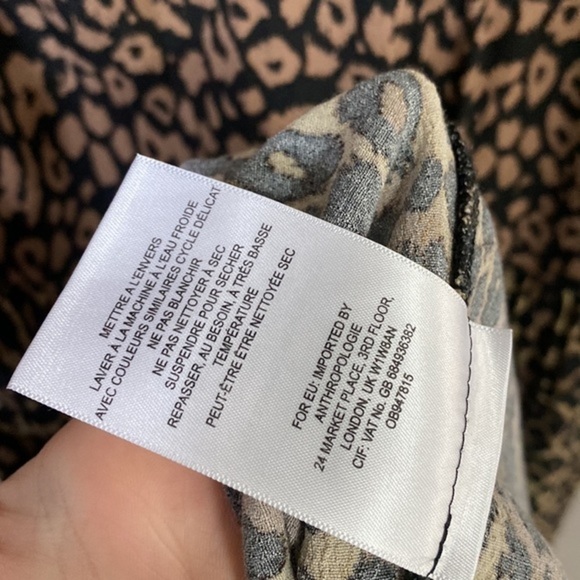 METTRE A L'ENVERS
LAVER À LA MACHINE À L'EAU FROIDE
AVEC COULEURS SIMILAIRES CYCLE DÉLICAT
NE PAS BLANCHIR
NE PAS NETTOYER À SEC
SUSPENDRE POUR SECHER
REPASSER, AU BESOIN, À TRÈS BASSE
TEMPÉRATURE
PEUT-ÊTRE ÊTRE NETTOYÉE SEC
FOR EU: IMPORTED BY
ANTHROPOLOGIE
24 MARKET PLACE, 3RD FLOOR,
LONDON, UK W1W8AN
CIF: VAT No. GB 684936382
OB947815